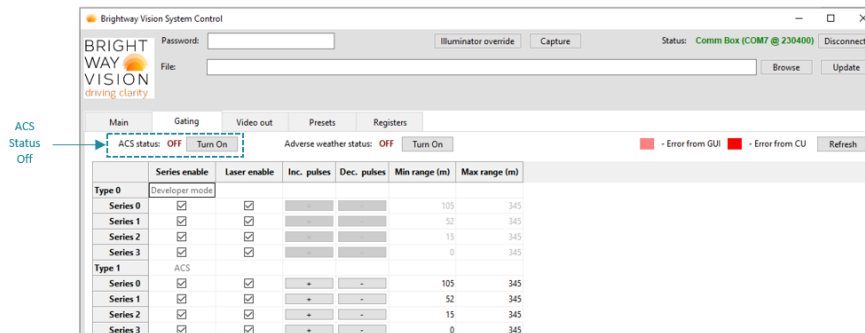 Brightway Vision System Control
BRIGHT
WAY
VISION
driving clarity
Password:
Illuminator override
Capture
Status: Comm Box (COM7 @ 230400)
Disconnect
File:
Browse
Update
Main
Gating
Video out
Presets
Registers
ACS
Status
Off
ACS status: OFF
Turn On
Adverse weather status: OFF
Turn On
- Error from GUI
- Error from CU
Refresh
Series enable Laser enable Inc. pulses Dec. pulses Min range (m) Max range (m)
Type 0 Developer mode
Series 0 - - 105 345
Series 1 52 345
Series 2 15 345
Series 3 0 345
Type 1 ACS
Series 0 + - 105 345
Series 1 + - 52 345
Series 2 + - 15 345
Series 3 + - 0 345